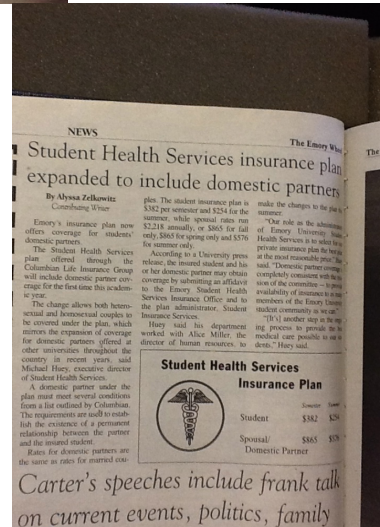 NEWS
The Emory
The
Student Health Services insurance plan
expanded to include domestic partners
By Alyssa Zelkowitz
Contributing Writer
Emory's insurance plan now
offers coverage for students'
domestic partners.
The Student Health Services
plan offered through the
Columbian Life Insurance Group
will include domestic partner cov-
erage for the first time this academ-
ic year.
The change allows both hetero-
sexual and homosexual couples to
be covered under the plan, which
mirrors the expansion of coverage
for domestic partners offered at
other universities throughout the
country in recent years, said
Michael Huey, executive director
of Student Health Services.
A domestic partner under the
plan must meet several conditions
from a list outlined by Columbian.
The requirements are used to estab-
lish the existence of a permanent
relationship between the partner
and the insured student.
Rates for domestic partners are
the same as rates for married cou-
ples. The student insurance plan is
$382 per semester and $254 for the
summer, while spousal rates run
$2,218 annually, or $865 for fall
only, $865 for spring only and $576
for summer only.
According to a University press
release, the insured student and his
or her domestic partner may obtain
coverage by submitting an affidavit
to the Emory Student Health
Services Insurance Office and to
the plan administrator, Student
Insurance Services.
Huey said his department
worked with Alice Miller, the
director of human resources, to
make the changes to the plan
summer.
"Our role as the
of Emory University
Health Services is to select
private insurance plan the
at the most reasonable price,"
said. "Domestic partner coverage
completely consistent with the
sion of the committee — to
availability of insurance to
members of the Emory
student community as we can.
"[It's] another step in the
ing process to provide the
medical care possible to
dents," Huey said.
Student Health Services
Insurance Plan
Semester
Student $382
Spousal/ $865
Domestic Partner
Carter's speeches include frank talk
on current events, politics, family